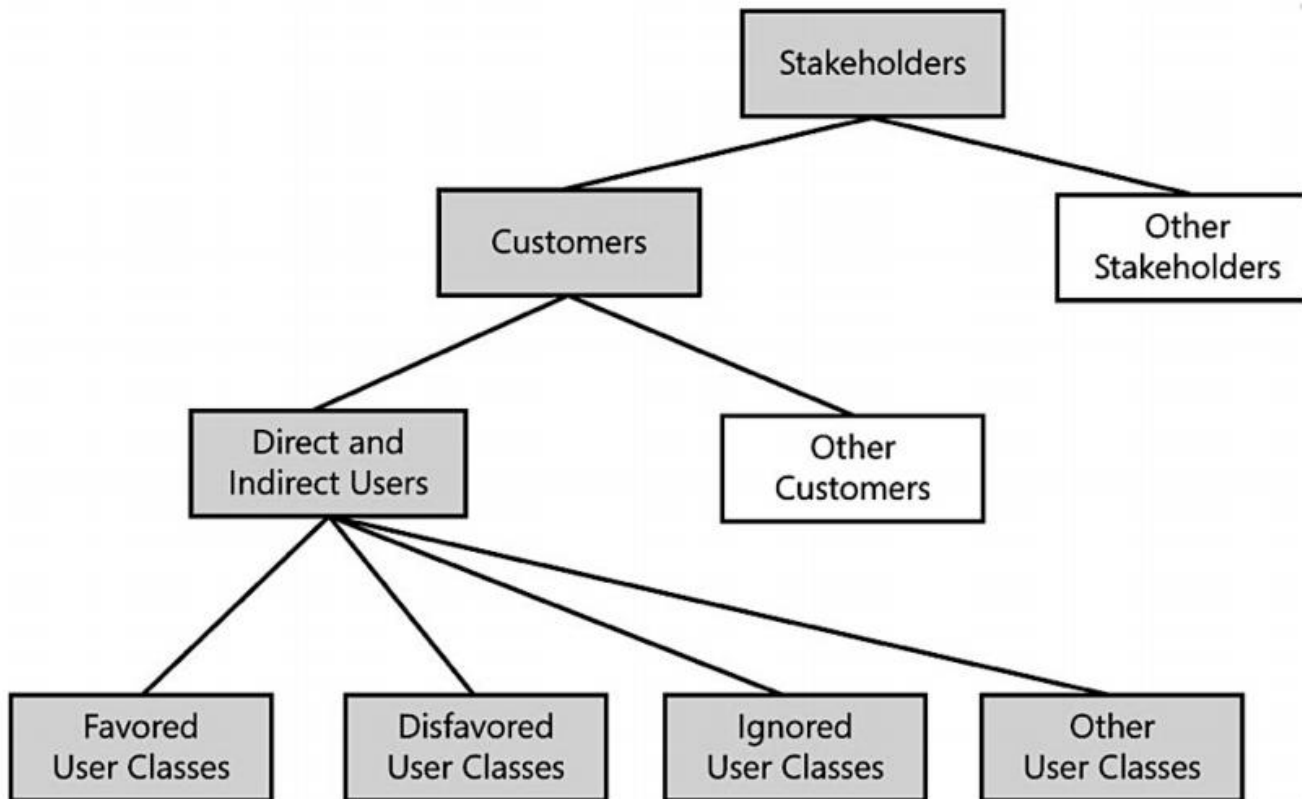 Stakeholders
Customers
Other
Stakeholders
Direct and
Indirect Users
Other
Customers
Favored
User Classes
Disfavored
User Classes
Ignored
User Classes
Other
User Classes